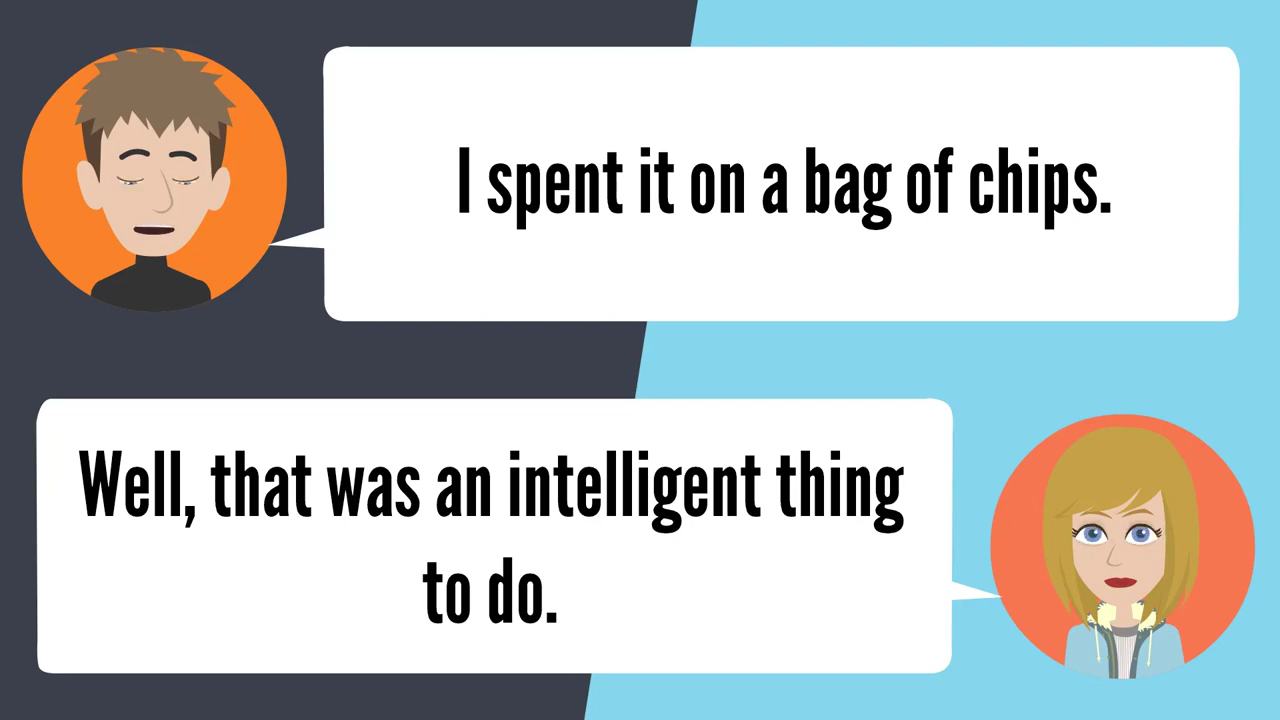 I spent it on a bag of chips.
Well, that was an intelligent thing
to do.